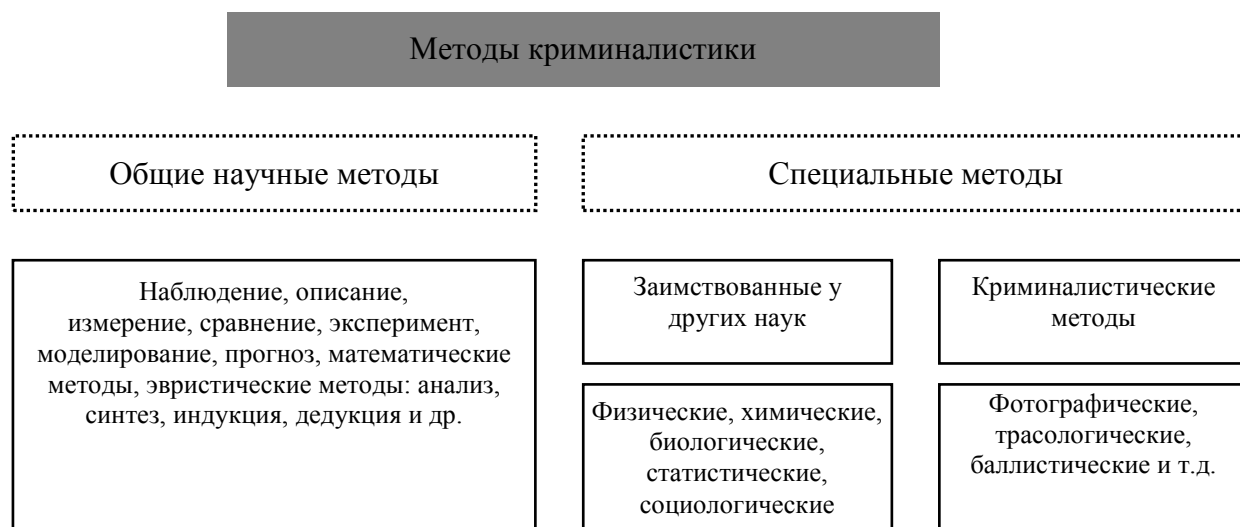 Методы криминалистики
Общие научные методы
Специальные методы
Наблюдение, описание,
измерение, сравнение, эксперимент,
моделирование, прогноз, математические
методы, эвристические методы: анализ,
синтез, индукция, дедукция и др.
Заимствованные у
других наук
Криминалистические
методы
Физические, химические,
биологические,
статистические,
социологические
Фотографические,
трасологические,
баллистические и т.д.